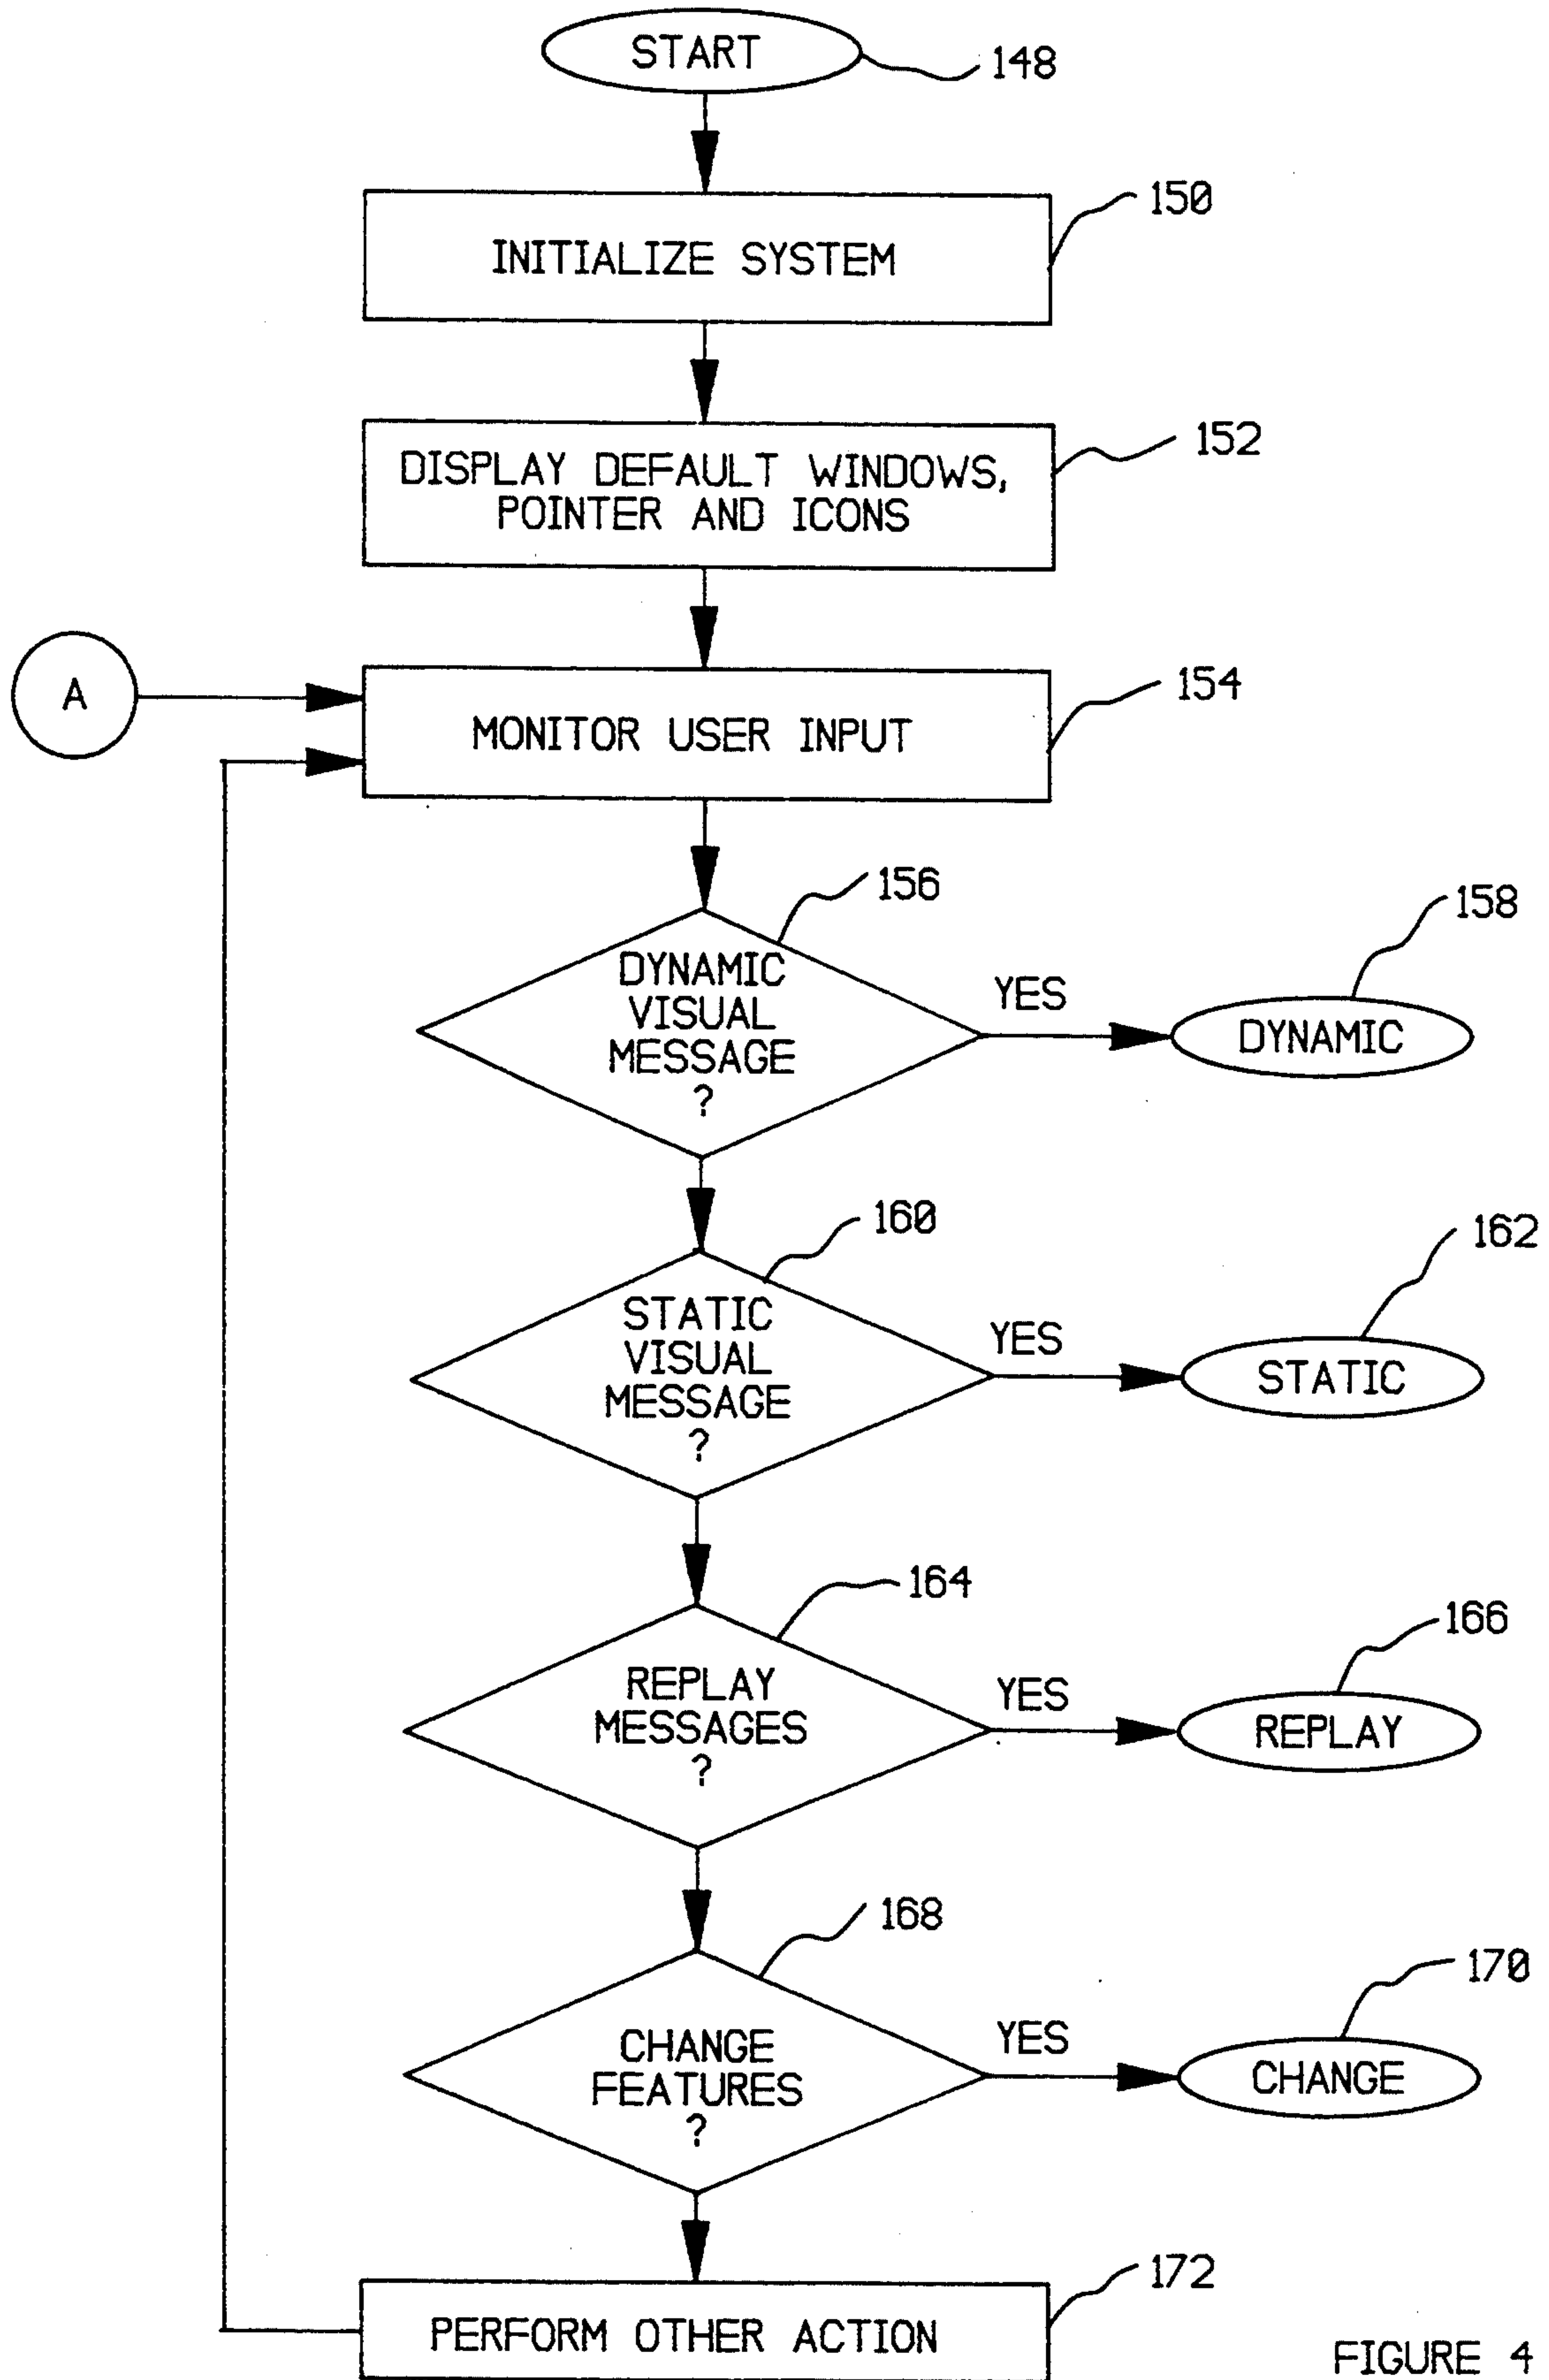 START
148
150
INITIALIZE SYSTEM
152
DISPLAY DEFAULT WINDOWS,
POINTER AND ICONS
A
154
MONITOR USER INPUT
156
158
DYNAMIC
VISUAL
MESSAGE
?
YES
DYNAMIC
160
162
STATIC
VISUAL
MESSAGE
?
YES
STATIC
164
166
REPLAY
MESSAGES
?
YES
REPLAY
168
170
CHANGE
FEATURES
?
YES
CHANGE
172
PERFORM OTHER ACTION
FIGURE 4